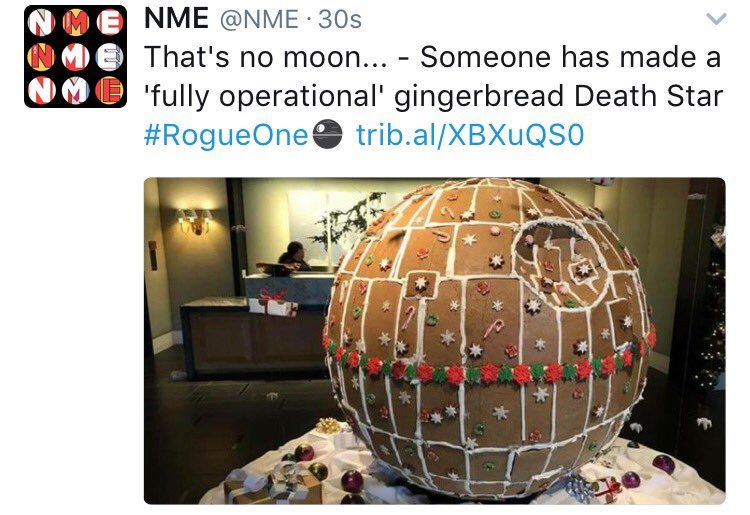 NME
NME
NME
NME @NME · 30s
That's no moon... - Someone has made a
'fully operational' gingerbread Death Star
#RogueOne trib.al/XBXuQS0